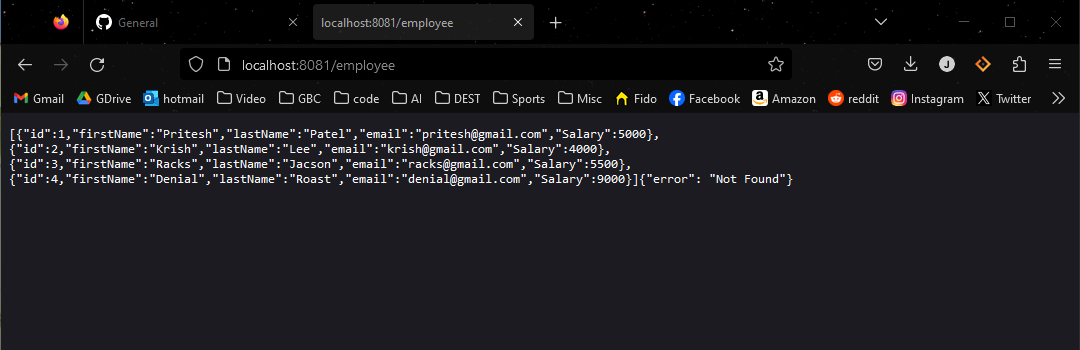 General
localhost:8081/employee
localhost:8081/employee
J
Gmail GDrive hotmail Video GBC code AI DEST Sports Misc Fido Facebook Amazon reddit Instagram Twitter
[{"id":1,"firstName":"Pritesh","lastName":"Patel","email":"pritesh@gmail.com","Salary":5000},
{"id":2,"firstName":"Krish","lastName":"Lee","email":"krish@gmail.com","Salary":4000},
{"id":3,"firstName":"Racks","lastName":"Jacson","email":"racks@gmail.com","Salary":5500},
{"id":4,"firstName":"Denial","lastName":"Roast","email":"denial@gmail.com","Salary":9000}]{"error": "Not Found"}